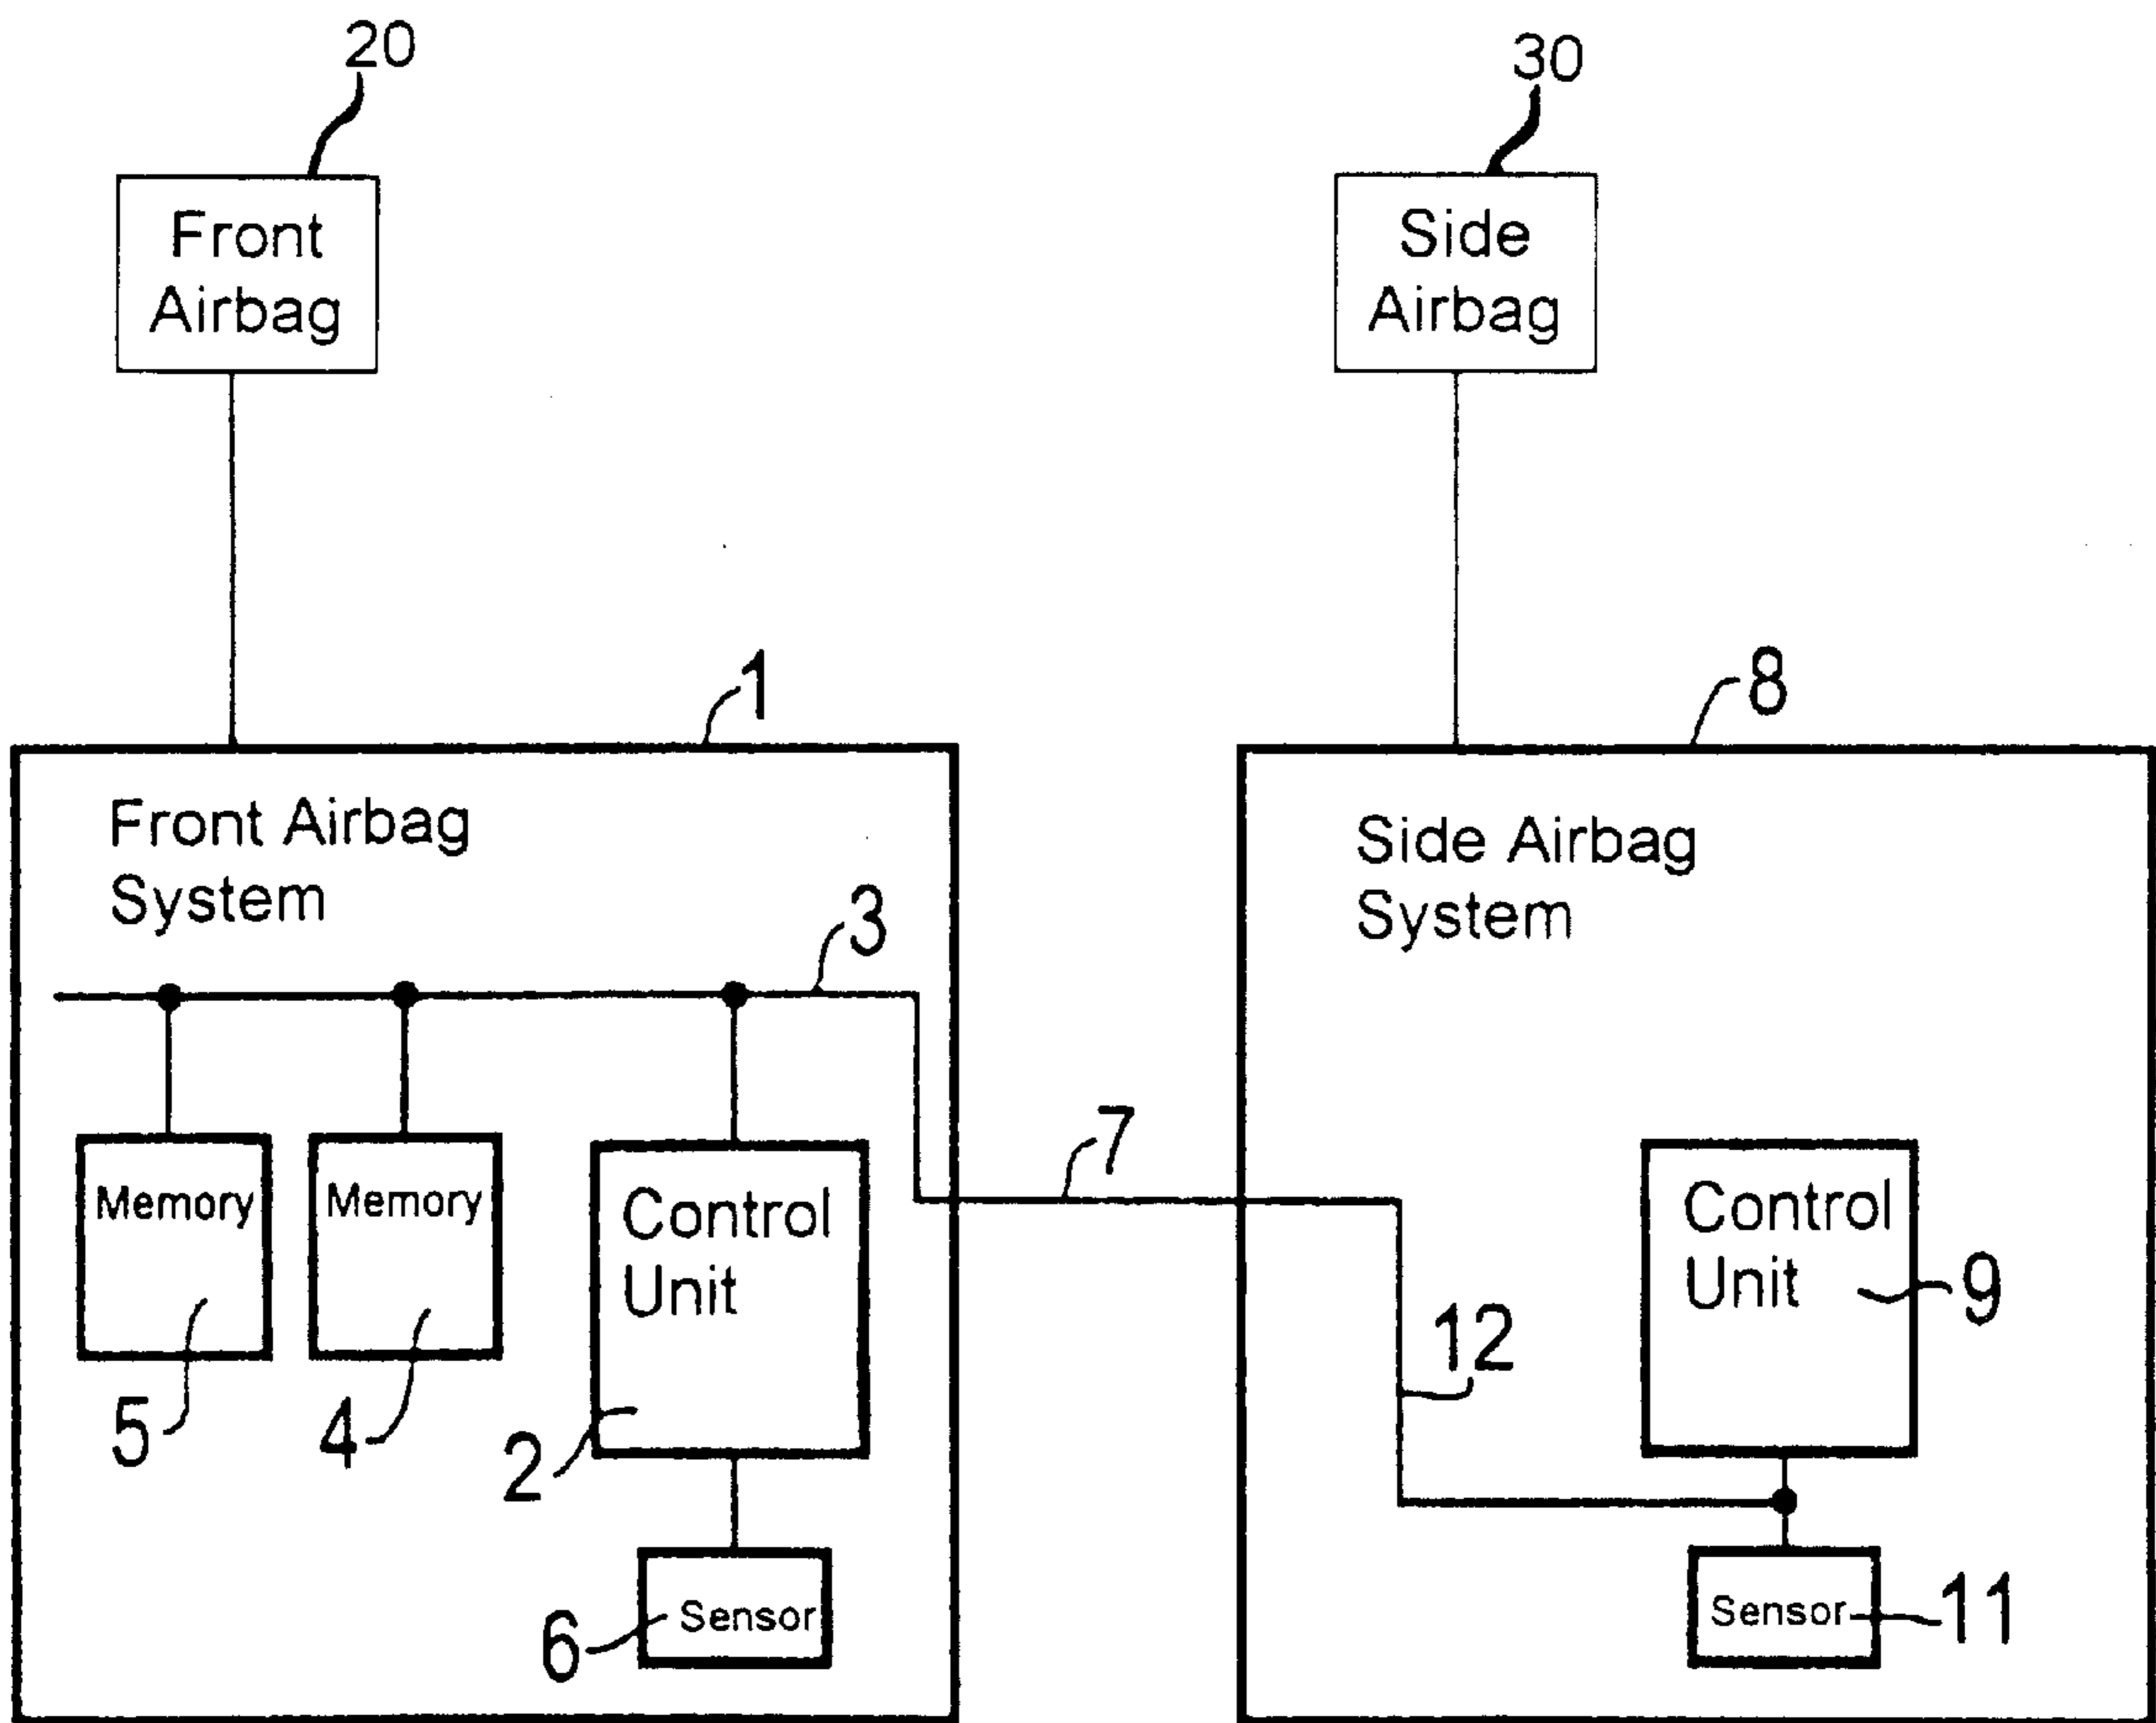 20
30
Front
Airbag
Side
Airbag
1
8
Front Airbag
System
Side Airbag
System
3
7
Memory
Memory
Control
Unit
Control
Unit
9
12
5
4
2
6
Sensor
Sensor
11